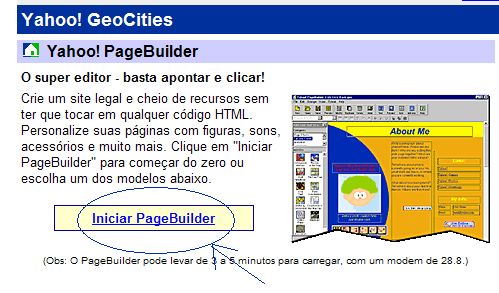 Yahoo! GeoCities
Yahoo! PageBuilder
O super editor - basta apontar e clicar!
Crie um site legal e cheio de recursos sem
ter que tocar em qualquer código HTML.
Personalize suas páginas com figuras, sons,
acessórios e muito mais. Clique em "Iniciar
PageBuilder" para começar do zero ou
escolha um dos modelos abaixo.
About Me
Iniciar PageBuilder
(Obs: O PageBuilder pode levar de 3 a 5 minutos para carregar, com um modem de 28.8.)